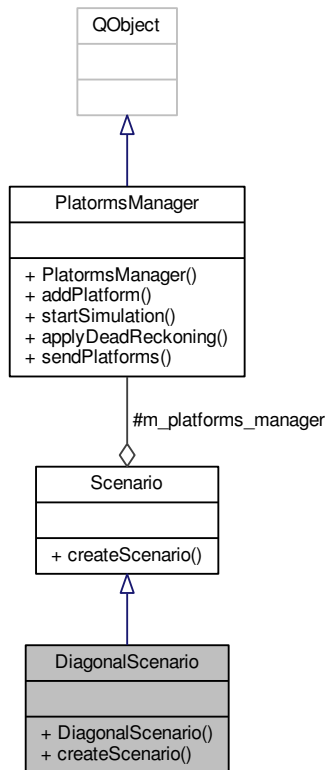 QObject
PlatormsManager
+ PlatormsManager()
+ addPlatform()
+ startSimulation()
+ applyDeadReckoning()
+ sendPlatforms()
#m_platforms_manager
Scenario
+ createScenario()
DiagonalScenario
+ DiagonalScenario()
+ createScenario()